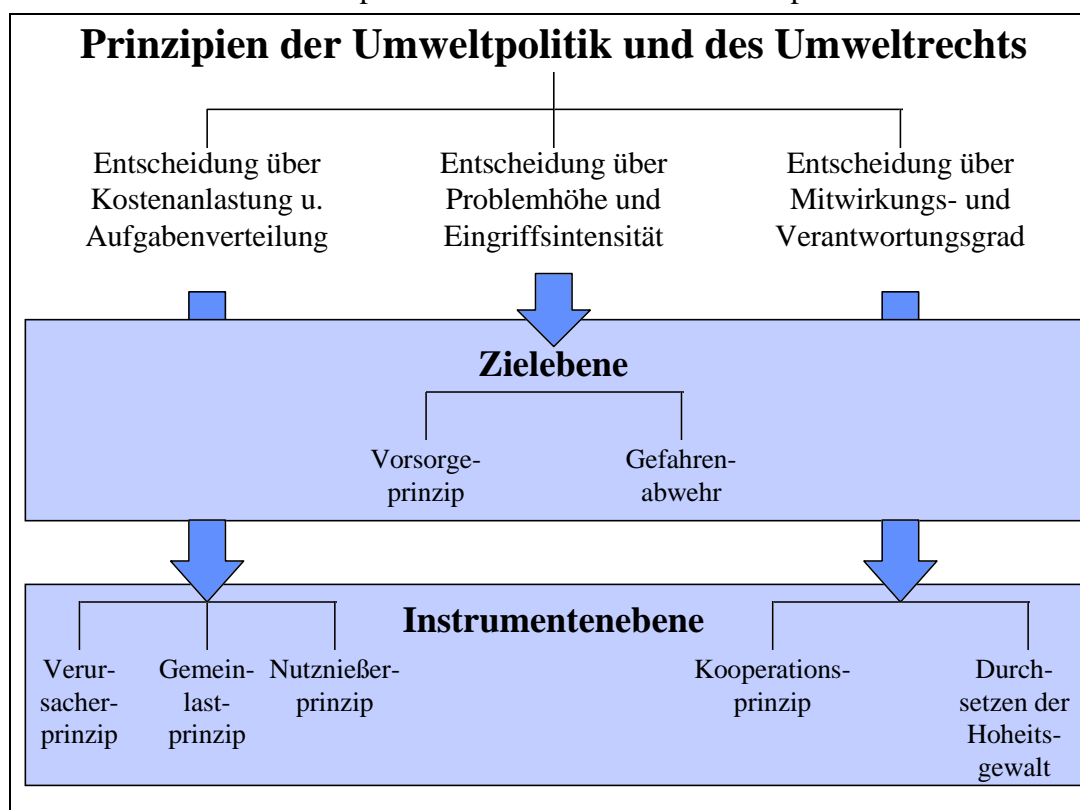 Prinzipien der Umweltpolitik und des Umweltrechts
Entscheidung über
Kostenanlastung u.
Aufgabenverteilung
Entscheidung über
Problemhöhe und
Eingriffsintensität
Entscheidung über
Mitwirkungs- und
Verantwortungsgrad
Zielebene
Vorsorge-
prinzip
Gefahren-
abwehr
Instrumentenebene
Verur-
sacher-
prinzip
Gemein-
last-
prinzip
Nutznießer-
prinzip
Kooperations-
prinzip
Durch-
setzen der
Hoheits-
gewalt